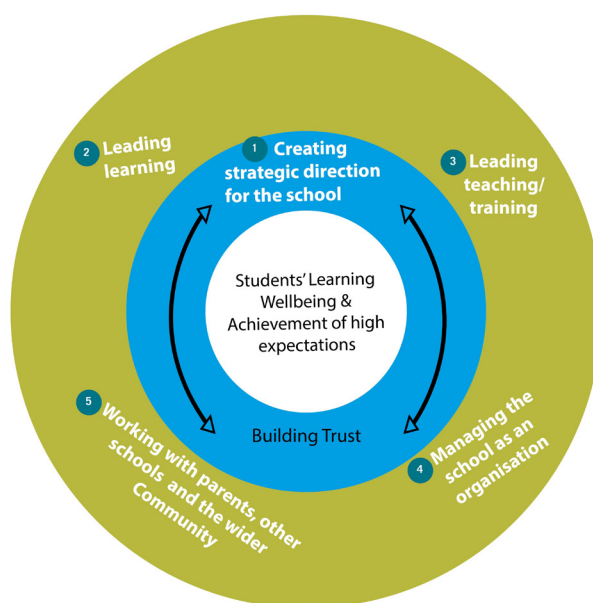 1 Creating
strategic direction
for the school
2 Leading
learning
3 Leading
teaching/
training
Students' Learning
Wellbeing &
Achievement of high
expectations
Building Trust
4 Managing the
school as an
organisation
5 Working with parents, other
schools and the wider
Community